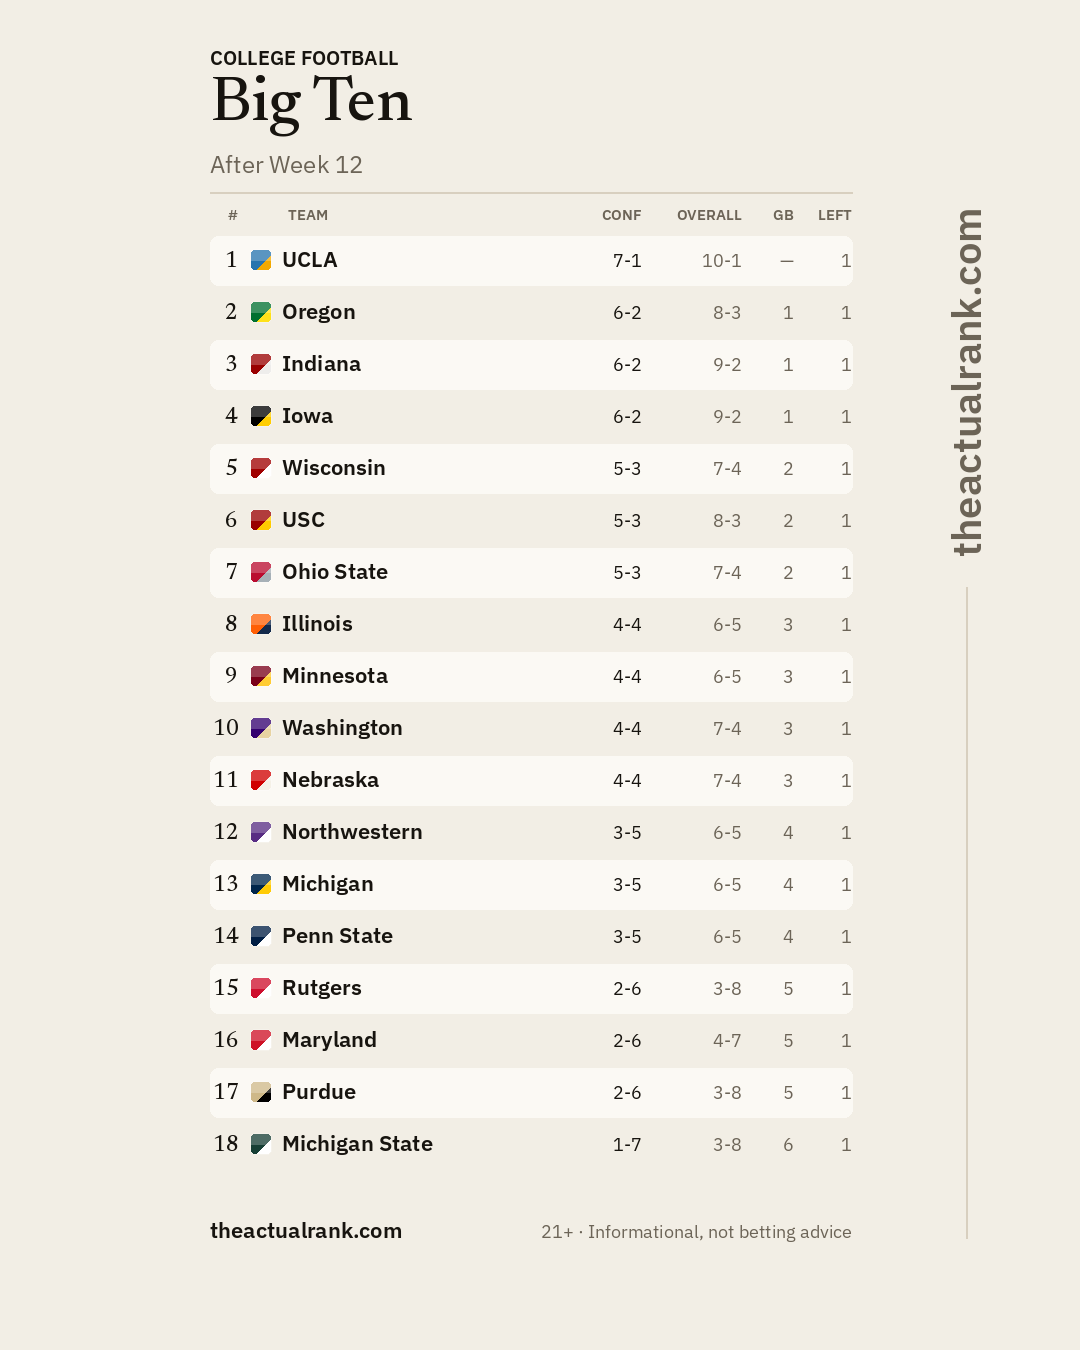 COLLEGE FOOTBALL
Big Ten
After Week 12
# TEAM CONF OVERALL GB LEFT
1 UCLA 7-1 10-1 — 1
2 Oregon 6-2 8-3 1 1
3 Indiana 6-2 9-2 1 1
4 Iowa 6-2 9-2 1 1
5 Wisconsin 5-3 7-4 2 1
6 USC 5-3 8-3 2 1
7 Ohio State 5-3 7-4 2 1
8 Illinois 4-4 6-5 3 1
9 Minnesota 4-4 6-5 3 1
10 Washington 4-4 7-4 3 1
11 Nebraska 4-4 7-4 3 1
12 Northwestern 3-5 6-5 4 1
13 Michigan 3-5 6-5 4 1
14 Penn State 3-5 6-5 4 1
15 Rutgers 2-6 3-8 5 1
16 Maryland 2-6 4-7 5 1
17 Purdue 2-6 3-8 5 1
18 Michigan State 1-7 3-8 6 1
theactualrank.com 21+ · Informational, not betting advice
theactualrank.com